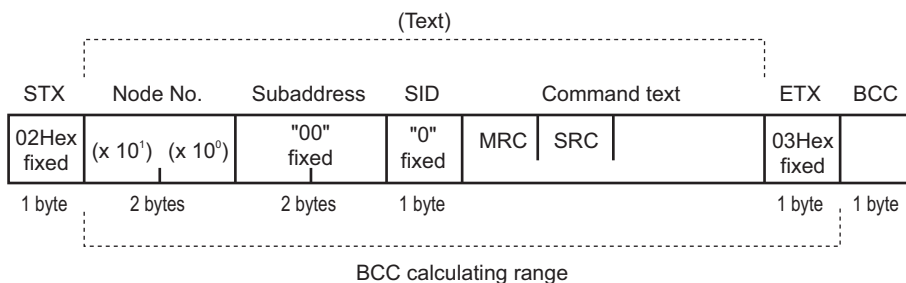 (Text)
STX Node No. Subaddress SID Command text ETX BCC
02Hex fixed (x 10¹) (x 10⁰) "00" fixed "0" fixed MRC SRC 03Hex fixed
1 byte 2 bytes 2 bytes 1 byte 1 byte 1 byte
BCC calculating range